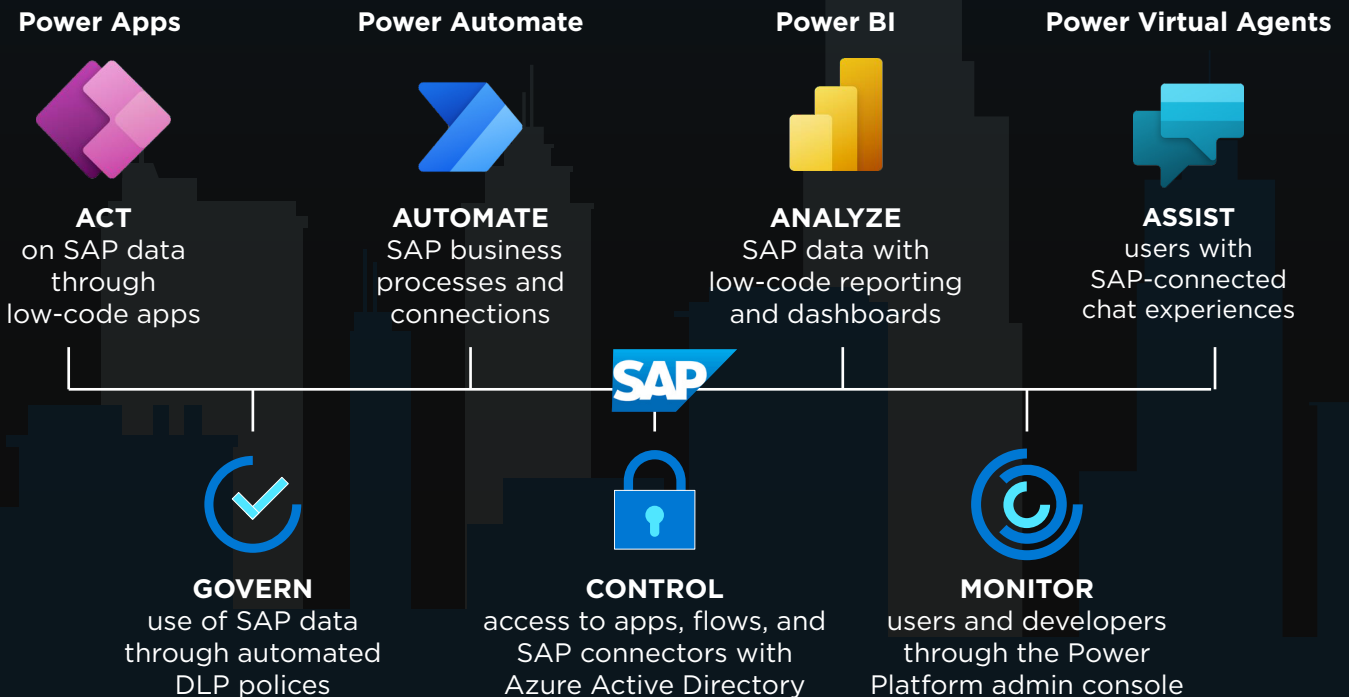 Power Apps
Power Automate
Power BI
Power Virtual Agents
ACT
on SAP data
through
low-code apps
AUTOMATE
SAP business
processes and
connections
ANALYZE
SAP data with
low-code reporting
and dashboards
ASSIST
users with
SAP-connected
chat experiences
SAP
GOVERN
use of SAP data
through automated
DLP polices
CONTROL
access to apps, flows, and
SAP connectors with
Azure Active Directory
MONITOR
users and developers
through the Power
Platform admin console